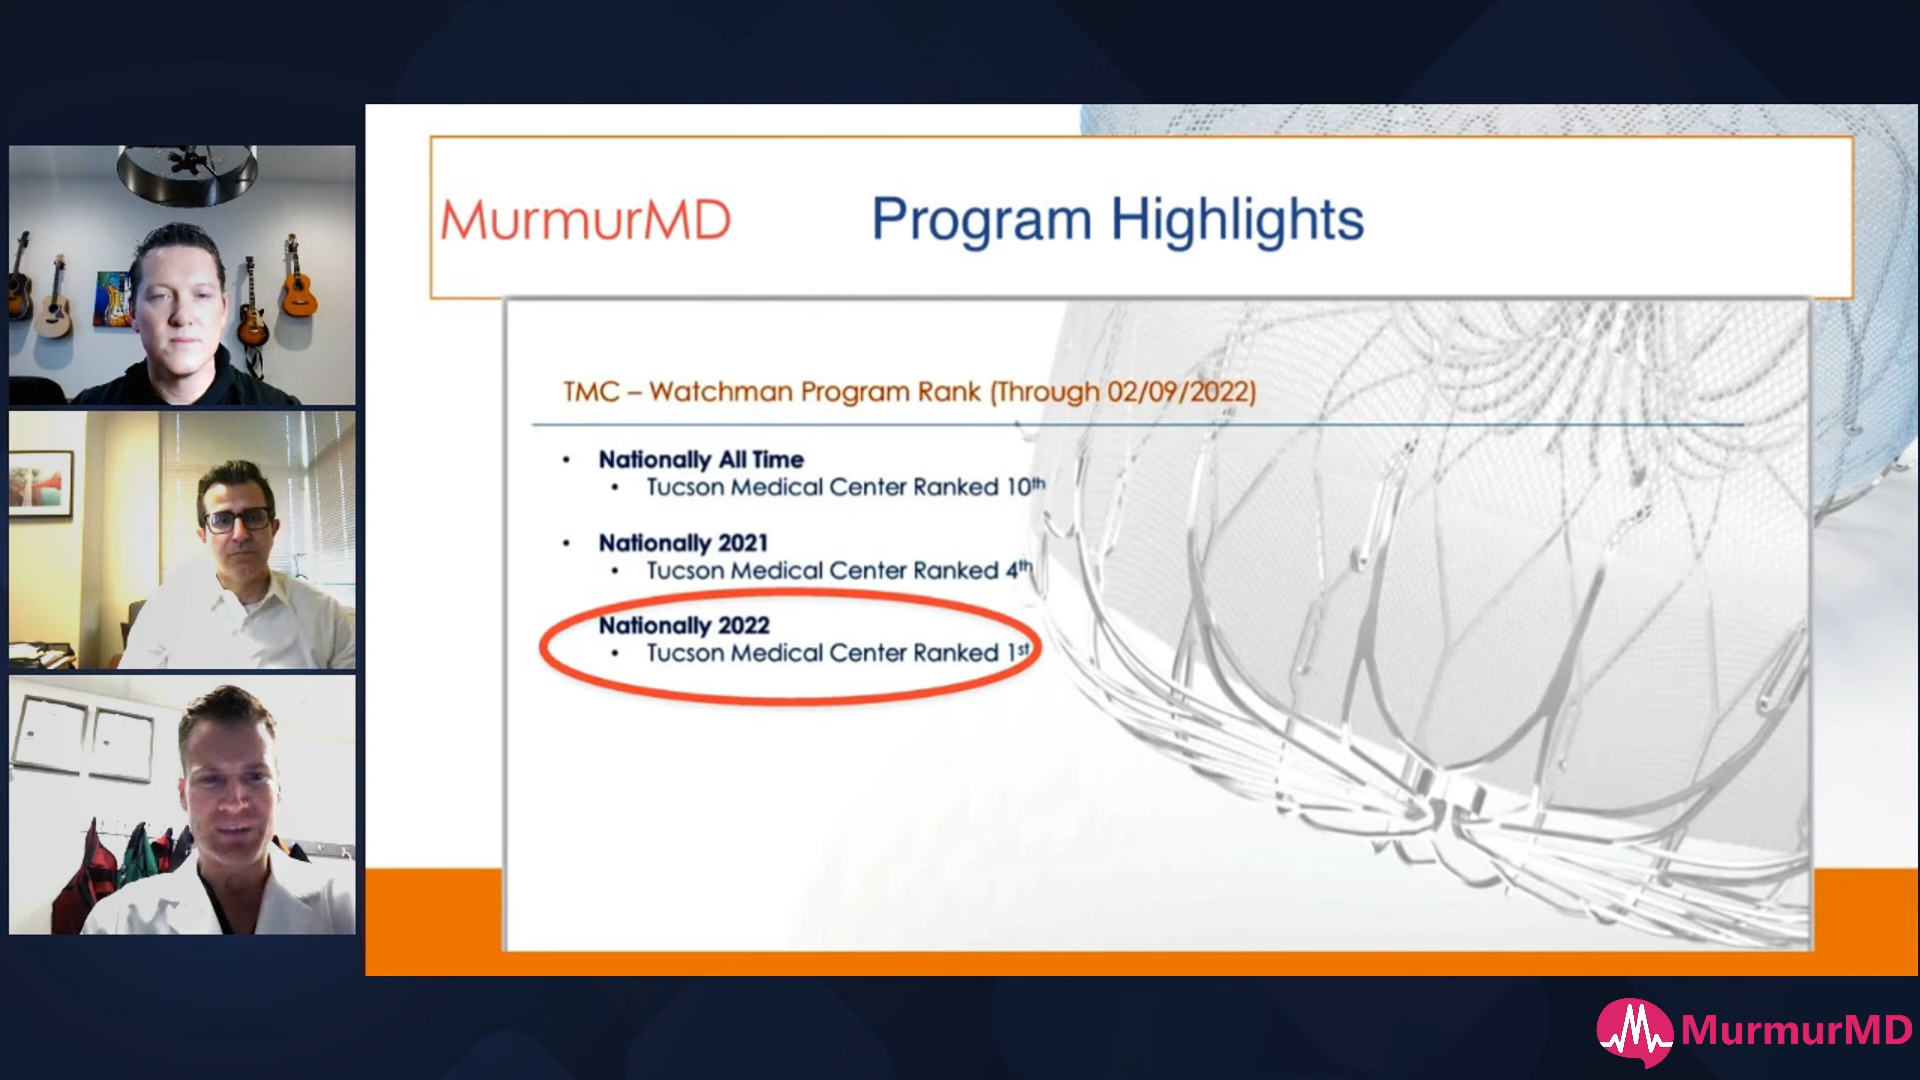 MurmurMD
Program Highlights
TMC – Watchman Program Rank (Through 02/09/2022)
• Nationally All Time
• Tucson Medical Center Ranked 10th
• Nationally 2021
• Tucson Medical Center Ranked 4th
Nationally 2022
• Tucson Medical Center Ranked 1st
MurmurMD